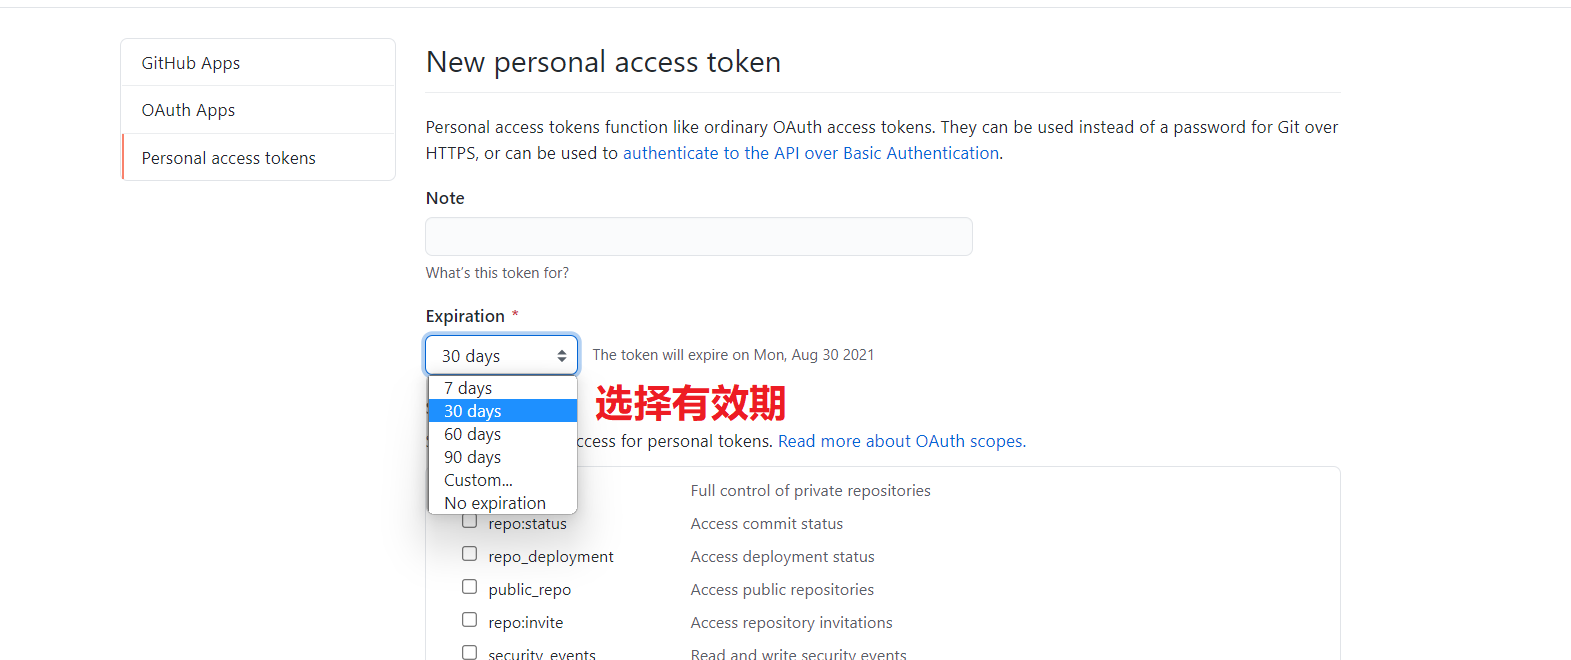 GitHub Apps
OAuth Apps
Personal access tokens
New personal access token
Personal access tokens function like ordinary OAuth access tokens. They can be used instead of a password for Git over
HTTPS, or can be used to authenticate to the API over Basic Authentication.
Note
What's this token for?
Expiration *
30 days
The token will expire on Mon, Aug 30 2021
7 days
30 days
60 days
90 days
Custom...
No expiration
选择有效期
ccess for personal tokens. Read more about OAuth scopes.
Full control of private repositories
repo:status Access commit status
repo_deployment Access deployment status
public_repo Access public repositories
repo:invite Access repository invitations
security_events Read and write security events